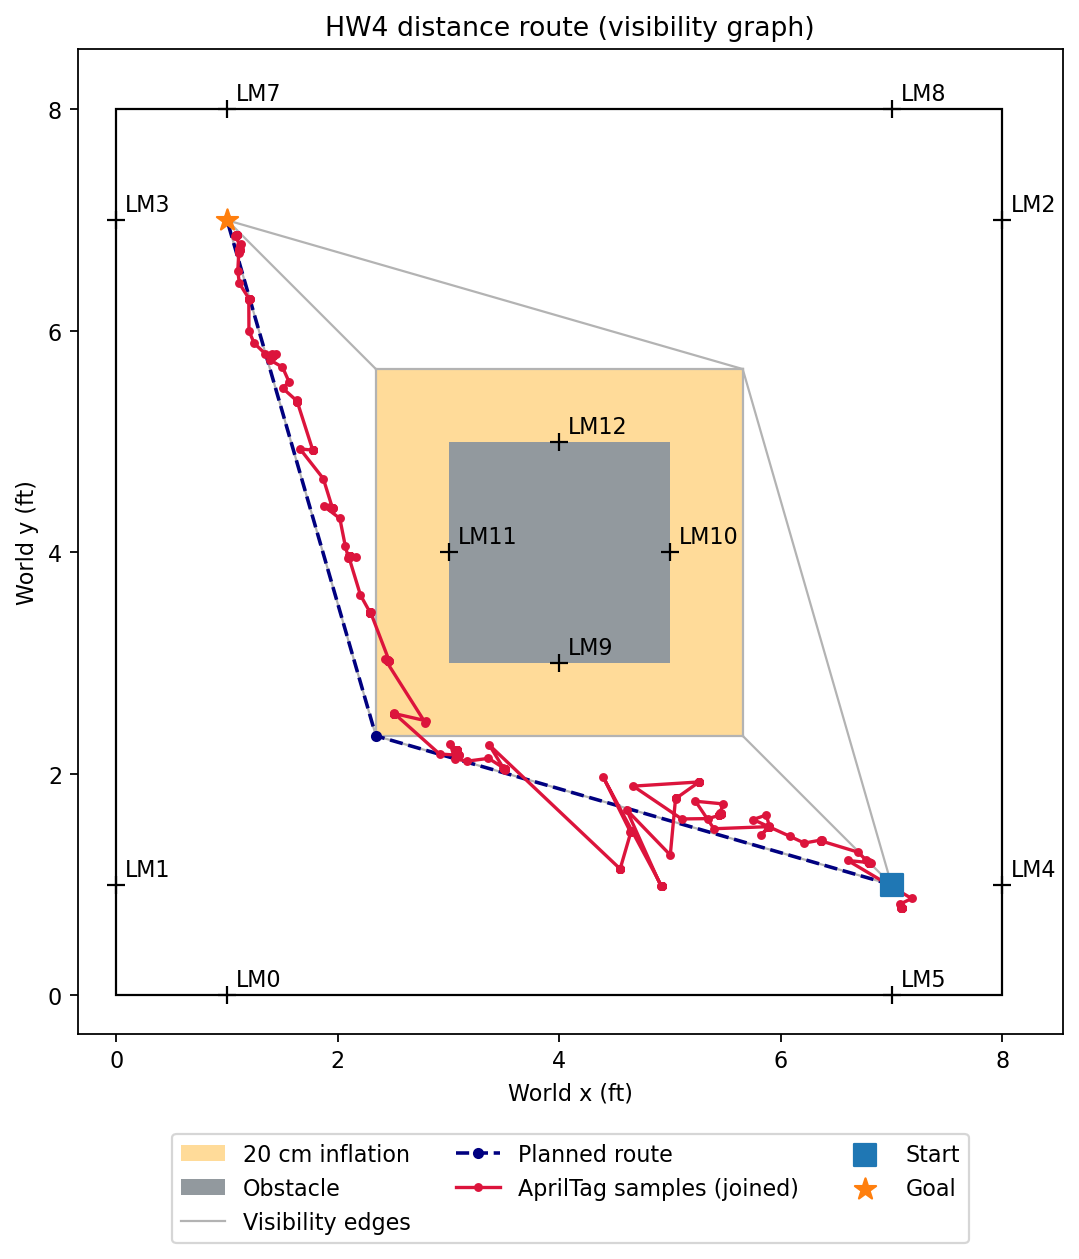 HW4 distance route (visibility graph)
LM7
LM8
8
LM3
LM2
6
LM12
World y (ft)
4
LM11
LM10
LM9
2
LM1
LM4
LM0
LM5
0
0 2 4 6 8
World x (ft)
20 cm inflation
Obstacle
Visibility edges
Planned route
AprilTag samples (joined)
Start
Goal